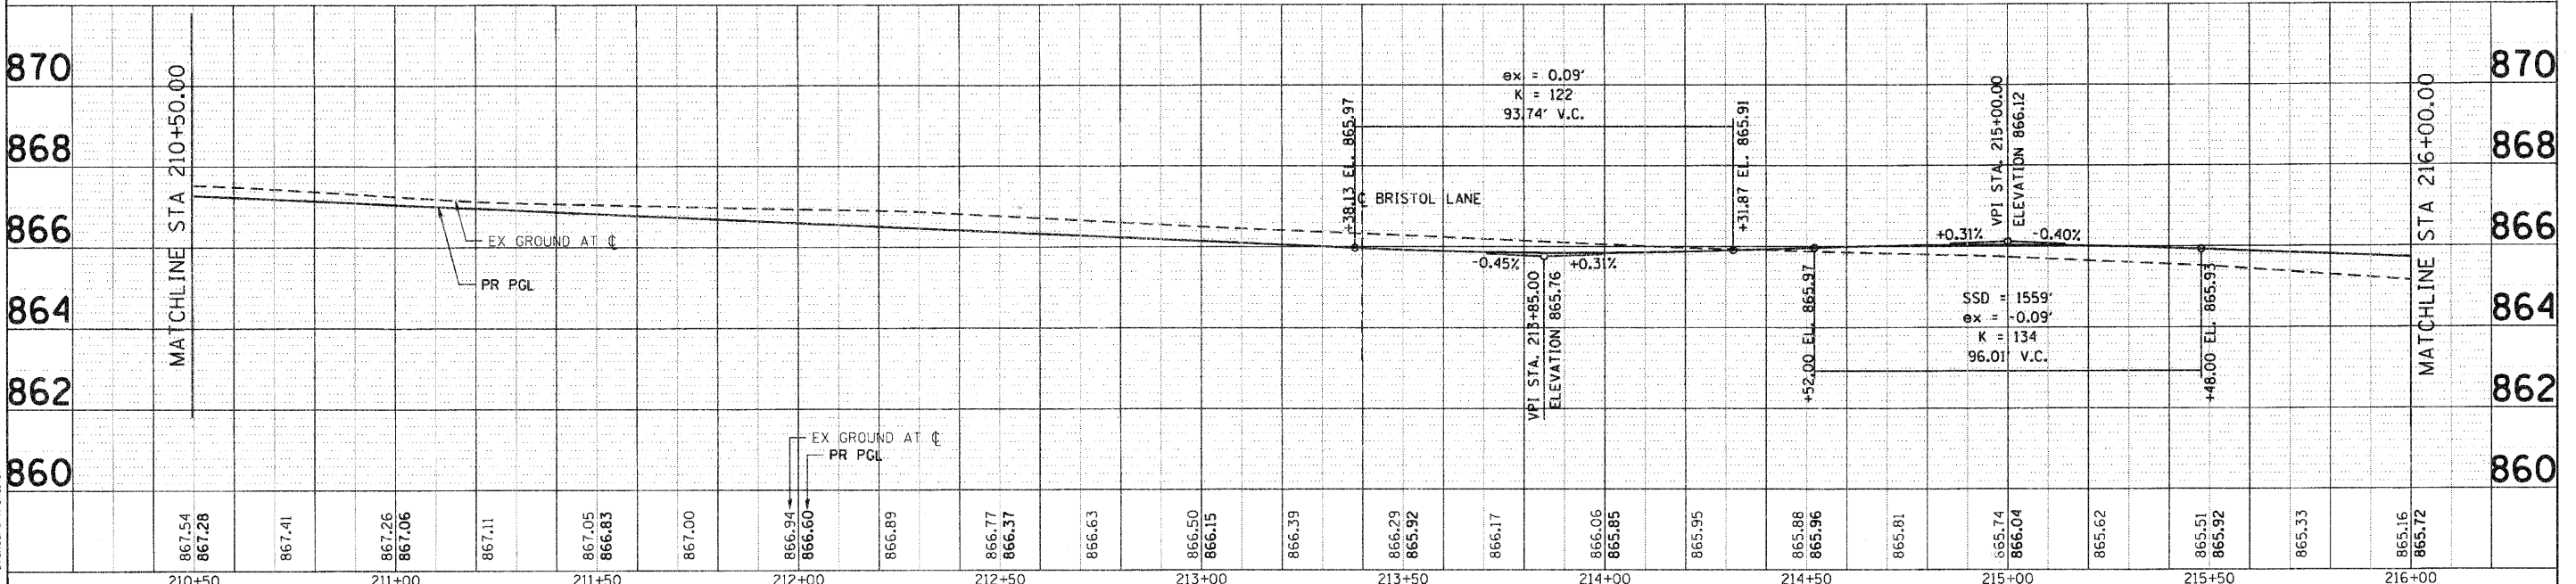 870
868
866
864
862
860
MATCHLINE STA 210+50.00
EX GROUND AT ℄
PR PGL
EX GROUND AT ℄
PR PGL
ex = 0.09'
K = 122
93.74' V.C.
+38.13 EL. 865.97
℄ BRISTOL LANE
+31.87 EL. 865.91
-0.45%
+0.31%
VPI STA. 213+85.00
ELEVATION 865.76
VPI STA. 215+00.00
ELEVATION 866.12
+0.31%
-0.40%
+52.00 EL. 865.97
SSD = 1559'
ex = -0.09'
K = 134
96.01' V.C.
+48.00 EL. 865.93
MATCHLINE STA 216+00.00
870
868
866
864
862
860
867.54
867.28
867.41
867.26
867.06
867.11
867.05
866.83
867.00
866.94
866.60
866.89
866.77
866.37
866.63
866.50
866.15
866.39
866.29
865.92
866.17
866.06
865.85
865.95
865.88
865.96
865.81
865.74
866.04
865.62
865.51
865.92
865.33
865.16
865.72
210+50
211+00
211+50
212+00
212+50
213+00
213+50
214+00
214+50
215+00
215+50
216+00